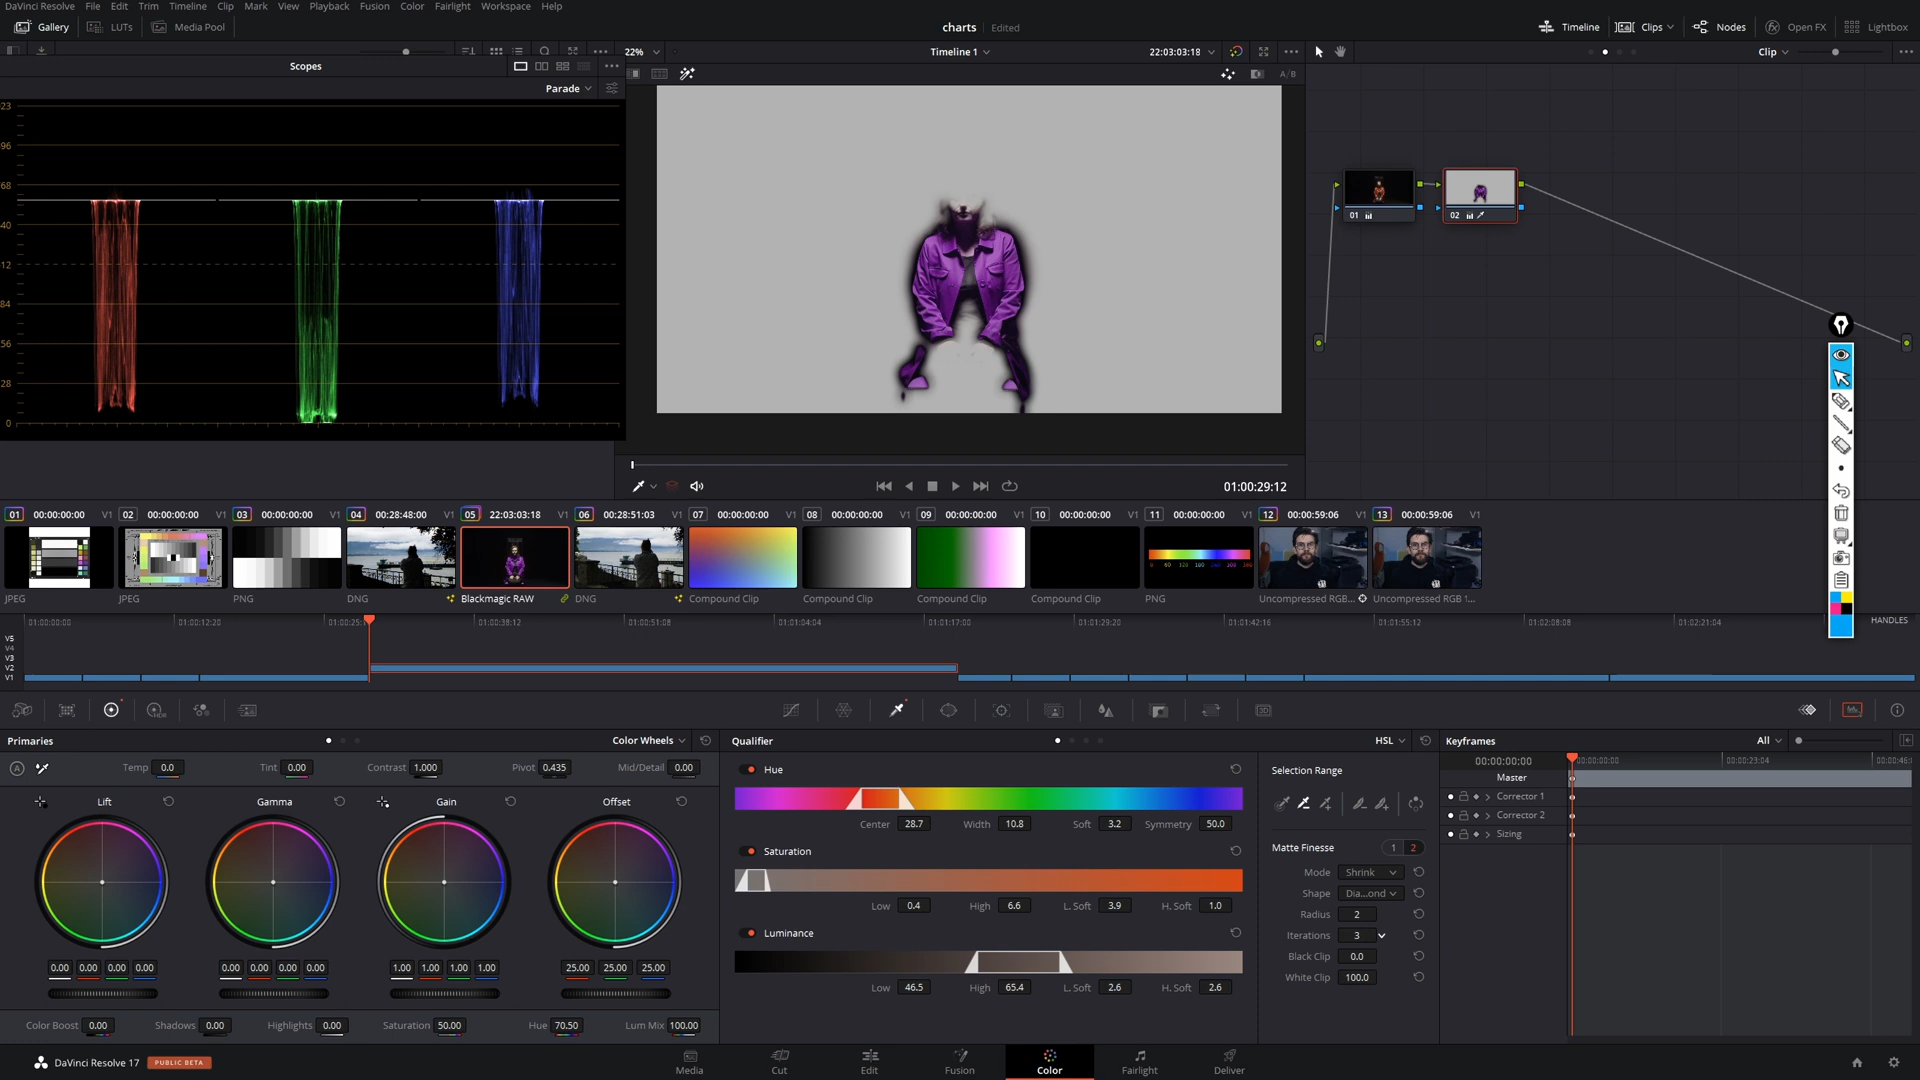 DaVinci Resolve File Edit Trim Timeline Clip Mark View Playback Fusion Color Fairlight Workspace Help
Gallery LUTs Media Pool charts Edited Timeline Clips Nodes Open FX Lightbox
22% Timeline 1 22:03:03:18 Clip
Scopes
A/B
Parade
23
96
68
40
12
84
56
28
0
01
02
01:00:29:12
01 00:00:00:00 V1 02 00:00:00:00 V1 03 00:00:00:00 V1 04 00:28:48:00 V1 05 22:03:03:18 V1 06 00:28:51:03 V1 07 00:00:00:00 V1 08 00:00:00:00 V1 09 00:00:00:00 V1 10 00:00:00:00 V1 11 00:00:00:00 V1 12 00:00:59:06 V1 13 00:00:59:06 V1
JPEG JPEG PNG DNG Blackmagic RAW DNG Compound Clip Compound Clip Compound Clip Compound Clip PNG Uncompressed RGB... Uncompressed RGB 1...
01:00:00:00 01:00:12:20 01:00:25: 01:00:38:12 01:00:51:08 01:01:04:04 01:01:17:00 01:01:29:20 01:01:42:16 01:01:55:12 01:02:08:08 01:02:21:04 HANDLES
V5
V4
V3
V2
V1
Primaries Color Wheels Qualifier HSL Keyframes All
Temp 0.0 Tint 0.00 Contrast 1.000 Pivot 0.435 Mid/Detail 0.00
Lift Gamma Gain Offset
0.00 0.00 0.00 0.00 0.00 0.00 0.00 0.00 1.00 1.00 1.00 1.00 25.00 25.00 25.00
Color Boost 0.00 Shadows 0.00 Highlights 0.00 Saturation 50.00 Hue 70.50 Lum Mix 100.00
Hue
Center 28.7 Width 10.8 Soft 3.2 Symmetry 50.0
Saturation
Low 0.4 High 6.6 L. Soft 3.9 H. Soft 1.0
Luminance
Low 46.5 High 65.4 L. Soft 2.6 H. Soft 2.6
Selection Range
Matte Finesse 1 2
Mode Shrink
Shape Dia...ond
Radius 2
Iterations 3
Black Clip 0.0
White Clip 100.0
00:00:00:00 00:00:00:00 00:00:23:04 00:00:46:
Master
Corrector 1
Corrector 2
Sizing
DaVinci Resolve 17 PUBLIC BETA
Media Cut Edit Fusion Color Fairlight Deliver